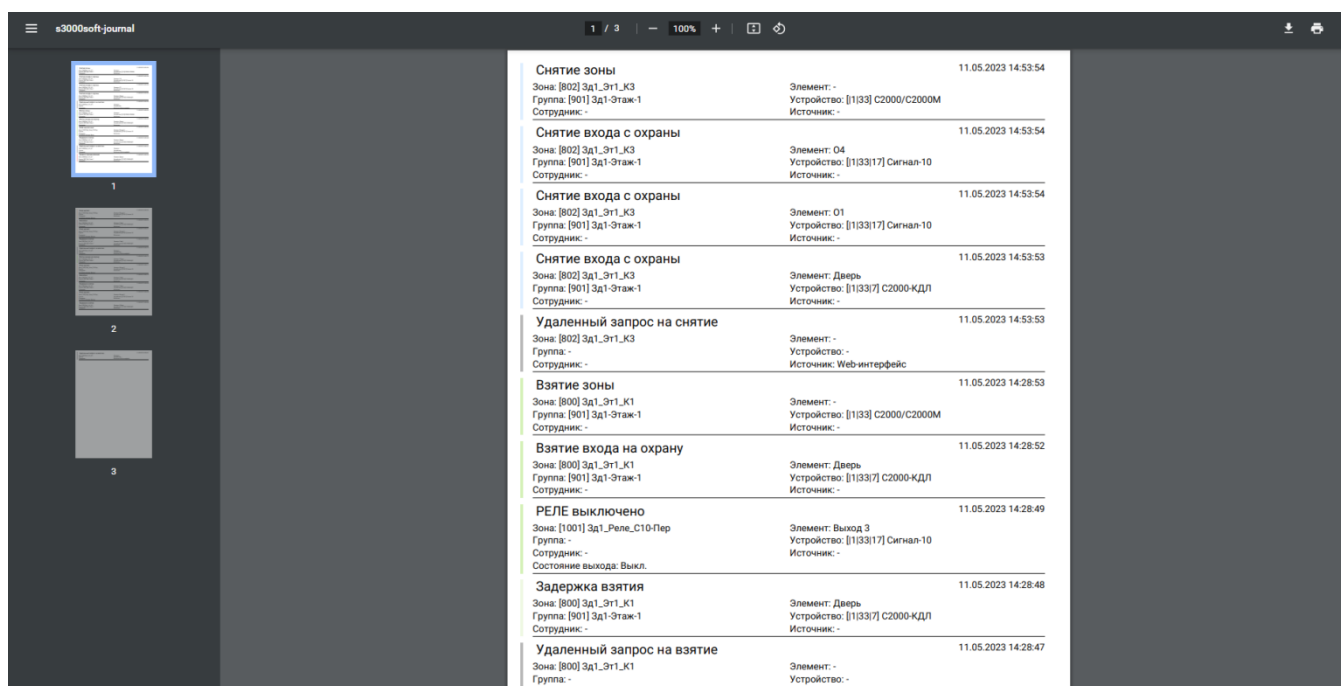 s3000soft-journal
1 / 3
100%
1
2
3
Снятие зоны 11.05.2023 14:53:54
Зона: [802] Зд1_Эт1_К3 Элемент: -
Группа: [901] Зд1-Этаж-1 Устройство: [|1|33] С2000/С2000М
Сотрудник: - Источник: -
Снятие входа с охраны 11.05.2023 14:53:54
Зона: [802] Зд1_Эт1_К3 Элемент: О4
Группа: [901] Зд1-Этаж-1 Устройство: [|1|33|17] Сигнал-10
Сотрудник: - Источник: -
Снятие входа с охраны 11.05.2023 14:53:54
Зона: [802] Зд1_Эт1_К3 Элемент: О1
Группа: [901] Зд1-Этаж-1 Устройство: [|1|33|17] Сигнал-10
Сотрудник: - Источник: -
Снятие входа с охраны 11.05.2023 14:53:53
Зона: [802] Зд1_Эт1_К3 Элемент: Дверь
Группа: [901] Зд1-Этаж-1 Устройство: [|1|33|7] С2000-КДЛ
Сотрудник: - Источник: -
Удаленный запрос на снятие 11.05.2023 14:53:53
Зона: [802] Зд1_Эт1_К3 Элемент: -
Группа: - Устройство: -
Сотрудник: - Источник: Web-интерфейс
Взятие зоны 11.05.2023 14:28:53
Зона: [800] Зд1_Эт1_К1 Элемент: -
Группа: [901] Зд1-Этаж-1 Устройство: [|1|33] С2000/С2000М
Сотрудник: - Источник: -
Взятие входа на охрану 11.05.2023 14:28:52
Зона: [800] Зд1_Эт1_К1 Элемент: Дверь
Группа: [901] Зд1-Этаж-1 Устройство: [|1|33|7] С2000-КДЛ
Сотрудник: - Источник: -
РЕЛЕ выключено 11.05.2023 14:28:49
Зона: [1001] Зд1_Реле_С10-Пер Элемент: Выход 3
Группа: - Устройство: [|1|33|17] Сигнал-10
Сотрудник: - Источник: -
Состояние выхода: Выкл.
Задержка взятия 11.05.2023 14:28:48
Зона: [800] Зд1_Эт1_К1 Элемент: Дверь
Группа: [901] Зд1-Этаж-1 Устройство: [|1|33|7] С2000-КДЛ
Сотрудник: - Источник: -
Удаленный запрос на взятие 11.05.2023 14:28:47
Зона: [800] Зд1_Эт1_К1 Элемент: -
Группа: - Устройство: -